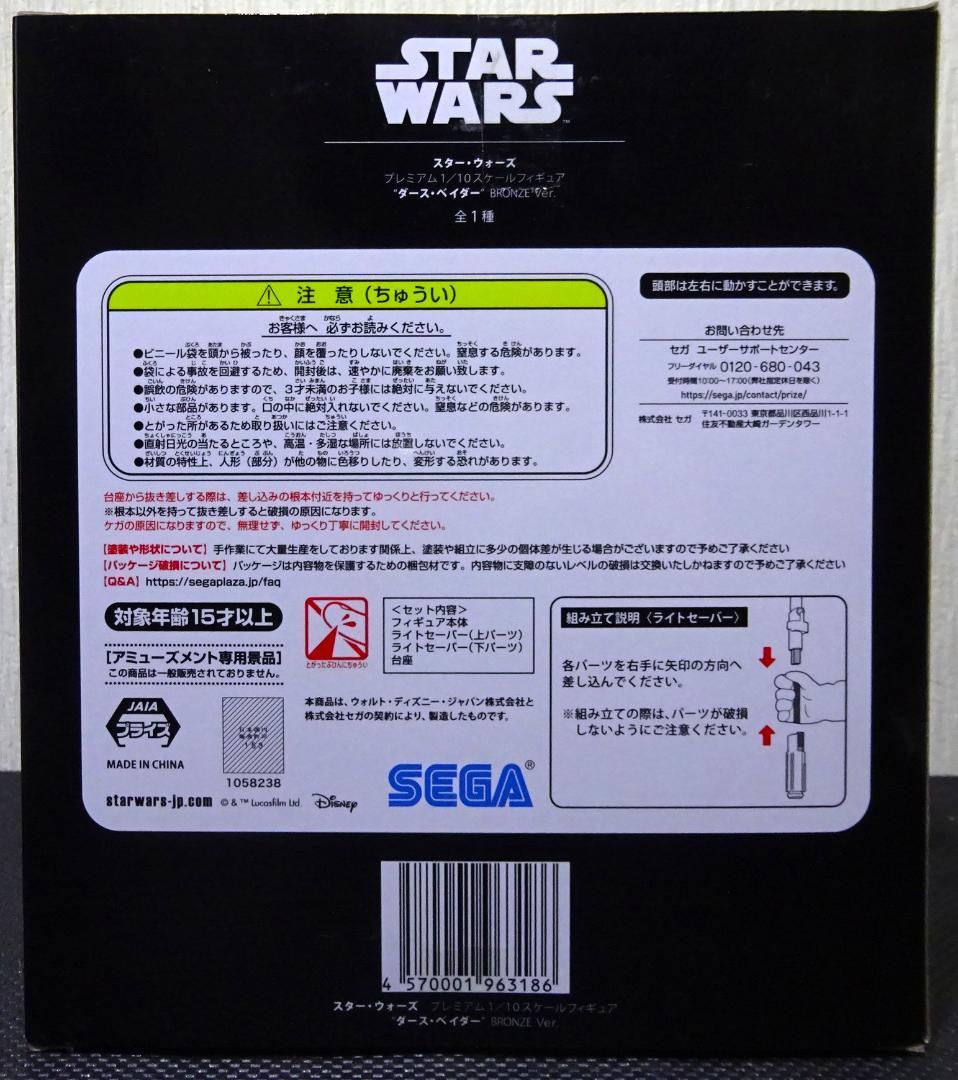 STAR
WARS
スター・ウォーズ
プレミアム1/10スケールフィギュア
“ダース・ベイダー” BRONZE Ver.
全1種
注 意(ちゅうい)
お客様へ 必ずお読みください。
●ビニール袋を頭から被ったり、顔を覆ったりしないでください。窒息する危険があります。
●袋による事故を回避するため、開封後は、速やかに廃棄をお願い致します。
●誤飲の危険がありますので、3才未満のお子様には絶対に与えないでください。
●小さな部品があります。口の中に絶対入れないでください。窒息などの危険があります。
●とがった所があるため取り扱いにはご注意ください。
●直射日光の当たるところや、高温・多湿な場所には放置しないでください。
●材質の特性上、人形(部分)が他の物に色移りしたり、変形する恐れがあります。
頭部は左右に動かすことができます。
お問い合わせ先
セガ ユーザーサポートセンター
フリーダイヤル 0120-680-043
受付時間10:00〜17:00(弊社指定休日を除く)
https://sega.jp/contact/prize/
株式会社 セガ 〒141-0033 東京都品川区西品川1-1-1
住友不動産大崎ガーデンタワー
台座から抜き差しする際は、差し込みの根本付近を持ってゆっくりと行ってください。
※根本以外を持って抜き差しすると破損の原因になります。
ケガの原因になりますので、無理せず、ゆっくり丁寧に開封してください。
【塗装や形状について】手作業にて大量生産をしております関係上、塗装や組立に多少の個体差が生じる場合がございますので予めご了承ください
【パッケージ破損について】パッケージは内容物を保護するための梱包材です。内容物に支障のないレベルの破損は交換いたしかねますので予めご了承ください
【Q&A】https://segaplaza.jp/faq
対象年齢15才以上
[アミューズメント専用景品]
この商品は一般販売されておりません。
とがったぶひんにちゅうい
<セット内容>
フィギュア本体
ライトセーバー(上パーツ)
ライトセーバー(下パーツ)
台座
組み立て説明〈ライトセーバー〉
各パーツを右手に矢印の方向へ
差し込んでください。
※組み立ての際は、パーツが破損
しないようにご注意ください。
JAIA
プライズ
MADE IN CHINA
1058238
本商品は、ウォルト・ディズニー・ジャパン株式会社と
株式会社セガの契約により、製造したものです。
SEGA®
starwars-jp.com © & ™ Lucasfilm Ltd. Disney
4 570001 963186
スター・ウォーズ プレミアム1/10スケールフィギュア
“ダース・ベイダー” BRONZE Ver.